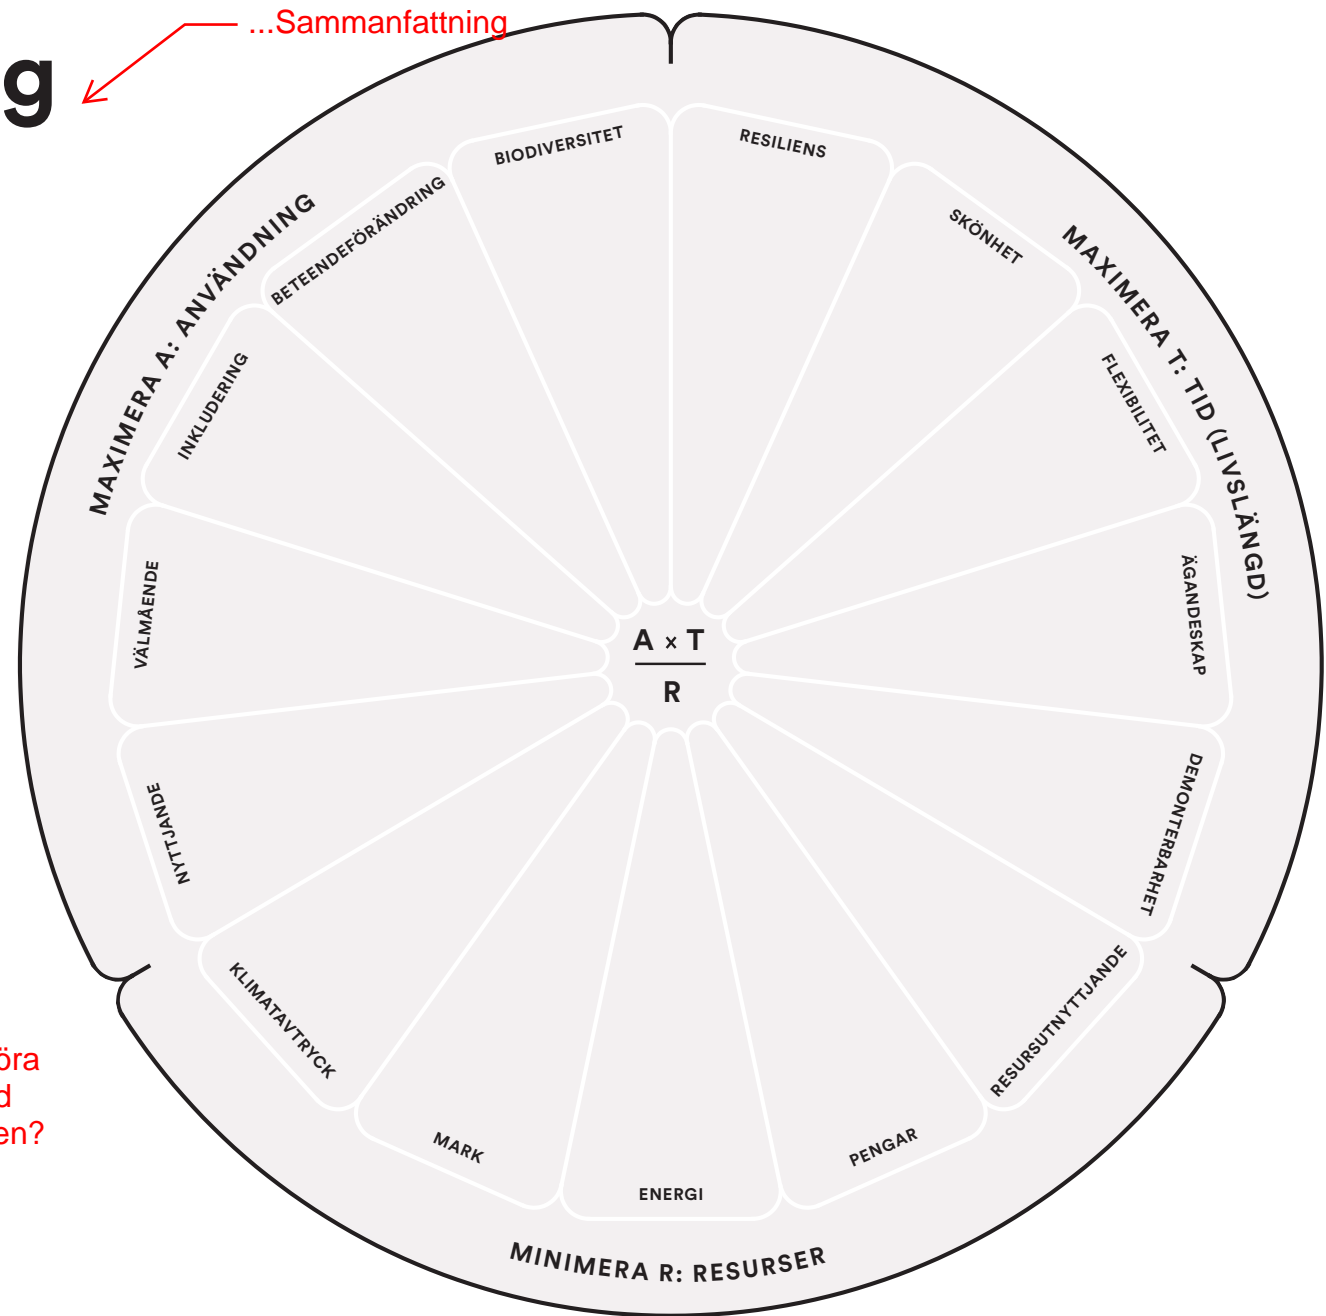 ...Sammanfattning
g
MAXIMERA A: ANVÄNDNING
BIODIVERSITET
BETEENDEFÖRÄNDRING
INKLUDERING
VÄLMÅENDE
NYTTJANDE
MAXIMERA T: TID (LIVSLÄNGD)
RESILIENS
SKÖNHET
FLEXIBILITET
ÄGANDESKAP
DEMONTERBARHET
A × T
R
KLIMATAVTRYCK
MARK
ENERGI
PENGAR
RESURSUTNYTTJANDE
MINIMERA R: RESURSER
öra
d
en?